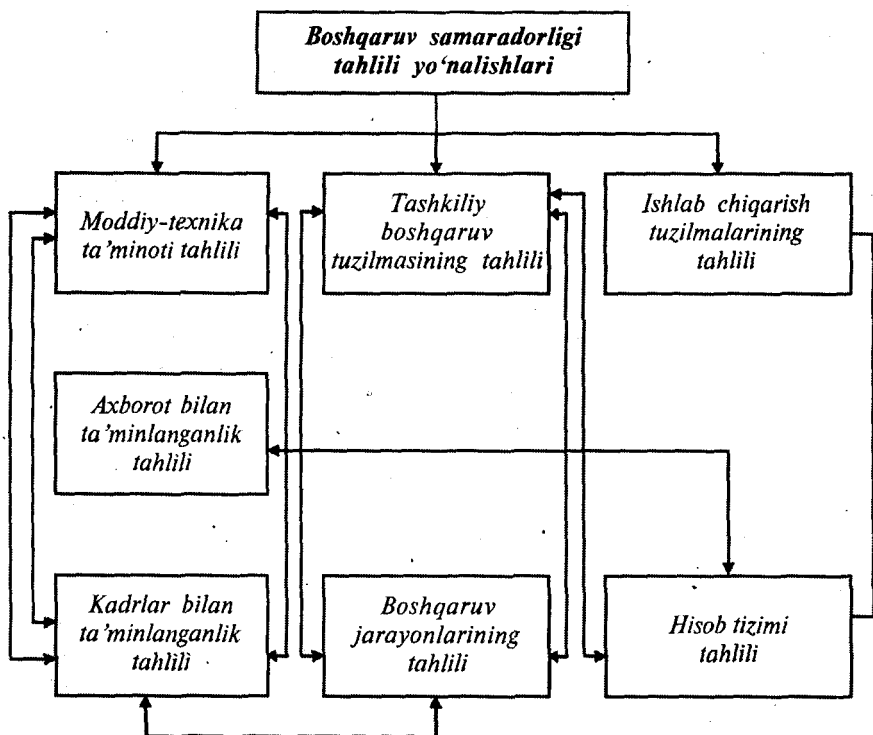 Boshqaruv samaradorligi
tahlili yo‘nalishlari
Moddiy-texnika
ta’minoti tahlili
Tashkiliy
boshqaruv
tuzilmasining tahlili
Ishlab chiqarish
tuzilmalarining
tahlili
Axborot bilan
ta’minlanganlik
tahlili
Kadrlar bilan
ta’minlanganlik
tahlili
Boshqaruv
jarayonlarining
tahlili
Hisob tizimi
tahlili